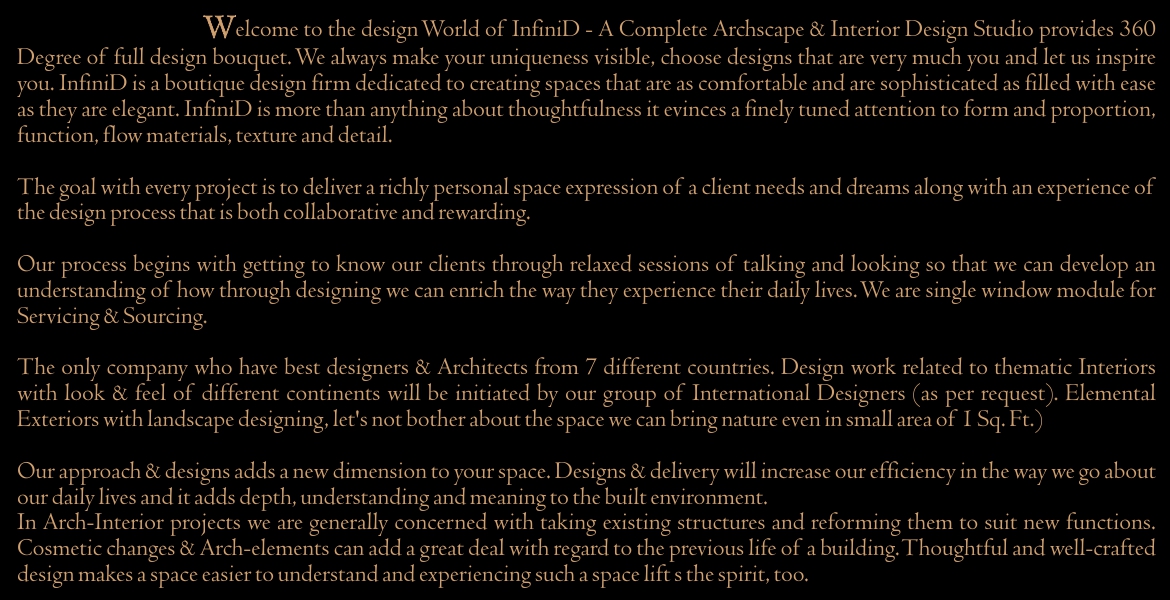 Welcome to the design World of InfiniD - A Complete Archscape & Interior Design Studio provides 360
Degree of full design bouquet. We always make your uniqueness visible, choose designs that are very much you and let us inspire
you. InfiniD is a boutique design firm dedicated to creating spaces that are as comfortable and are sophisticated as filled with ease
as they are elegant. InfiniD is more than anything about thoughtfulness it evinces a finely tuned attention to form and proportion,
function, flow materials, texture and detail.
The goal with every project is to deliver a richly personal space expression of a client needs and dreams along with an experience of
the design process that is both collaborative and rewarding.
Our process begins with getting to know our clients through relaxed sessions of talking and looking so that we can develop an
understanding of how through designing we can enrich the way they experience their daily lives. We are single window module for
Servicing & Sourcing.
The only company who have best designers & Architects from 7 different countries. Design work related to thematic Interiors
with look & feel of different continents will be initiated by our group of International Designers (as per request). Elemental
Exteriors with landscape designing, let's not bother about the space we can bring nature even in small area of 1 Sq. Ft.)
Our approach & designs adds a new dimension to your space. Designs & delivery will increase our efficiency in the way we go about
our daily lives and it adds depth, understanding and meaning to the built environment.
In Arch-Interior projects we are generally concerned with taking existing structures and reforming them to suit new functions.
Cosmetic changes & Arch-elements can add a great deal with regard to the previous life of a building. Thoughtful and well-crafted
design makes a space easier to understand and experiencing such a space lift s the spirit, too.